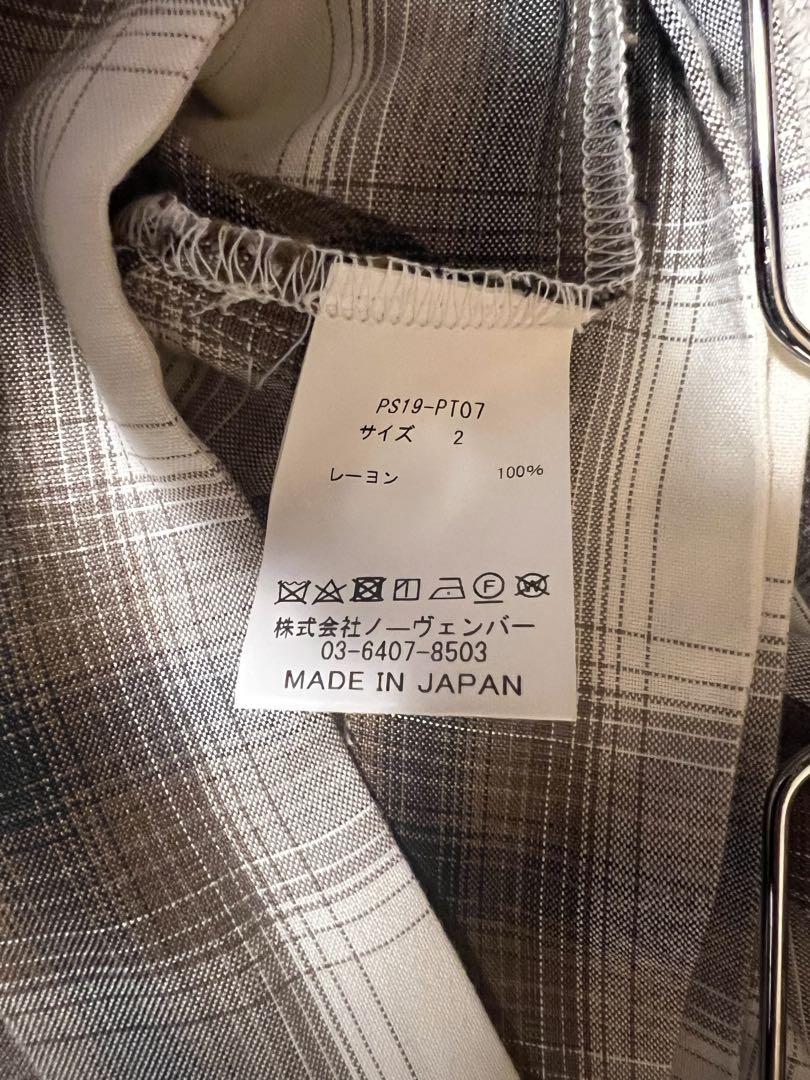 PS19-PT07
サイズ 2
レーヨン 100%
F W
株式会社ノーヴェンバー
03-6407-8503
MADE IN JAPAN